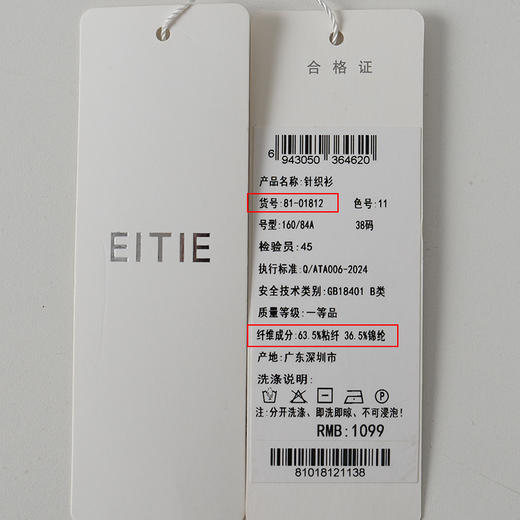 EITIE
合格证
6 943050 364620
产品名称:针织衫
货号:81-01812 色号:11
号型:160/84A 38码
检验员:45
执行标准:Q/ATA006-2024
安全技术类别:GB18401 B类
质量等级:一等品
纤维成分:63.5%粘纤 36.5%锦纶
产地:广东深圳市
洗涤说明:
注:分开洗涤、即洗即晾、不可浸泡!
RMB:1099
81018121138